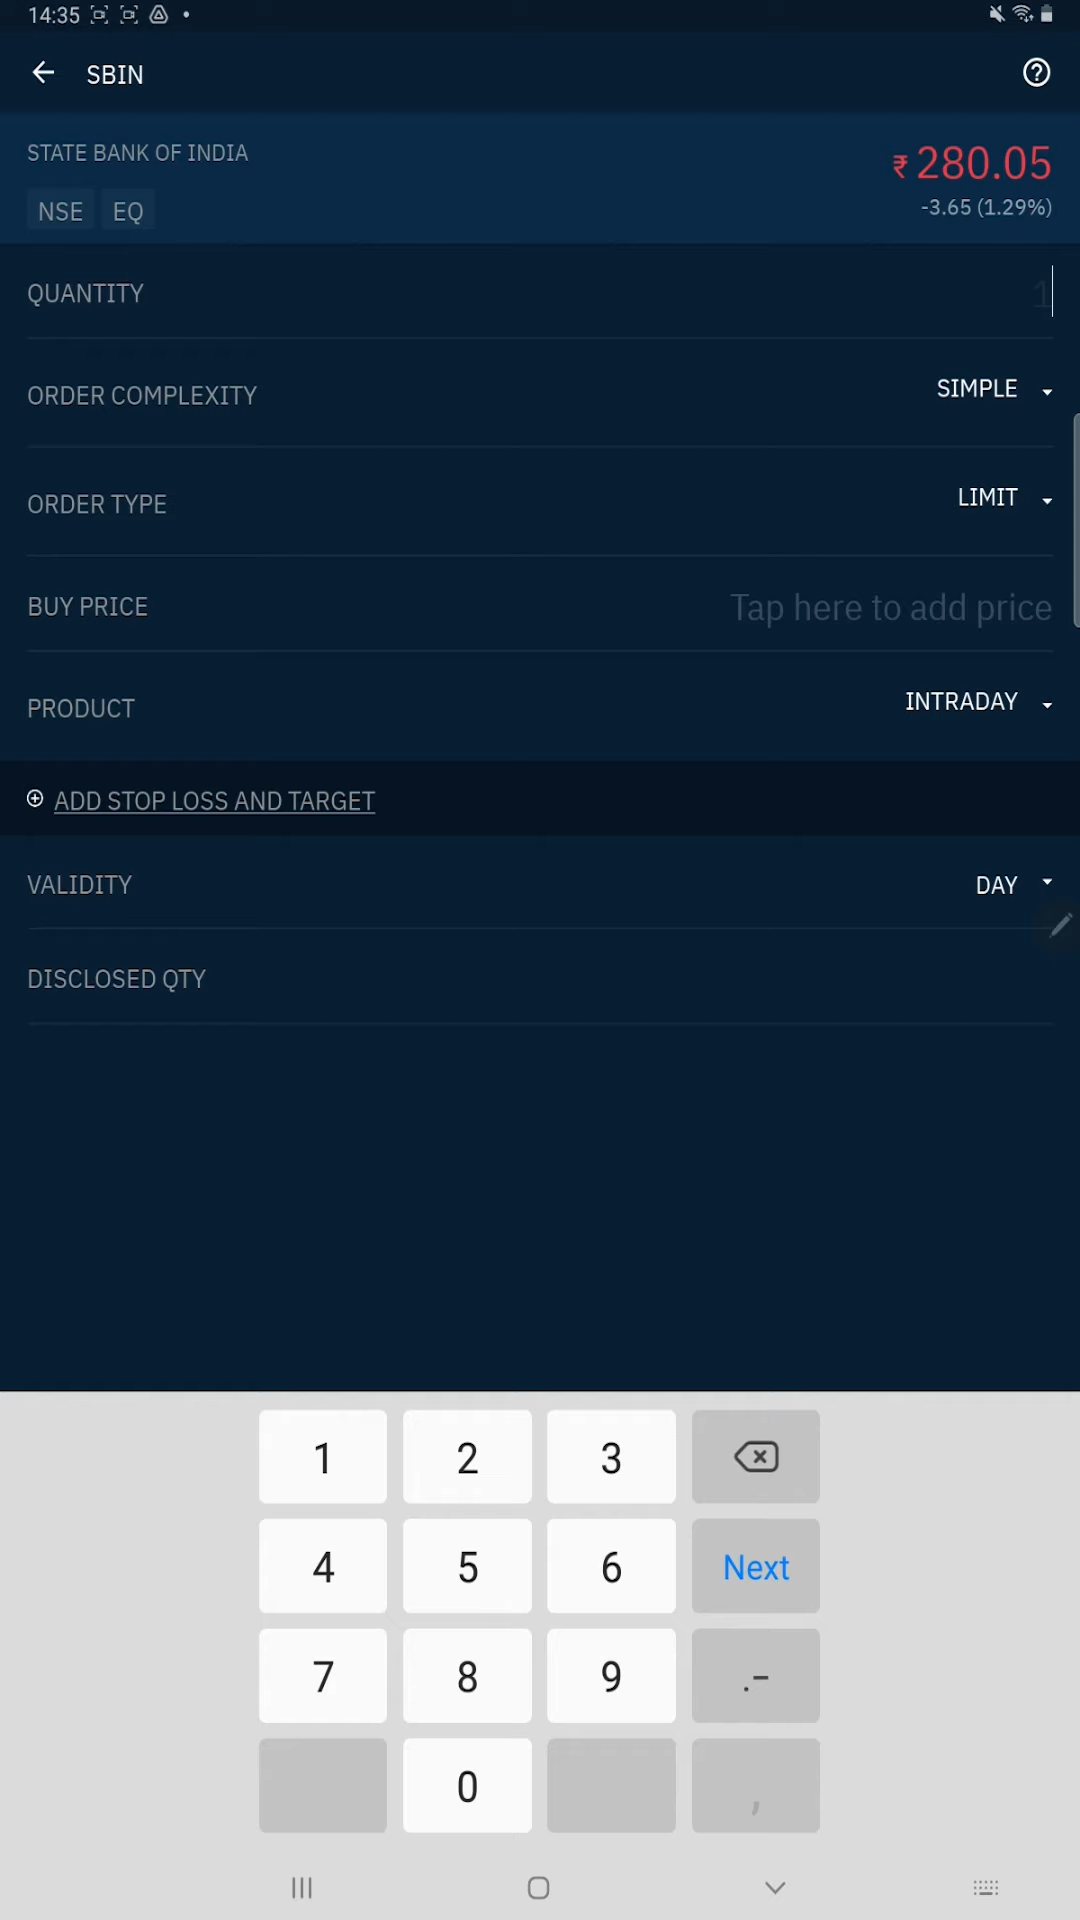 14:35
SBIN
STATE BANK OF INDIA
₹ 280.05
NSE EQ
-3.65 (1.29%)
QUANTITY 1
ORDER COMPLEXITY SIMPLE
ORDER TYPE LIMIT
BUY PRICE Tap here to add price
PRODUCT INTRADAY
ADD STOP LOSS AND TARGET
VALIDITY DAY
DISCLOSED QTY
1 2 3
4 5 6 Next
7 8 9 .-
0 ,